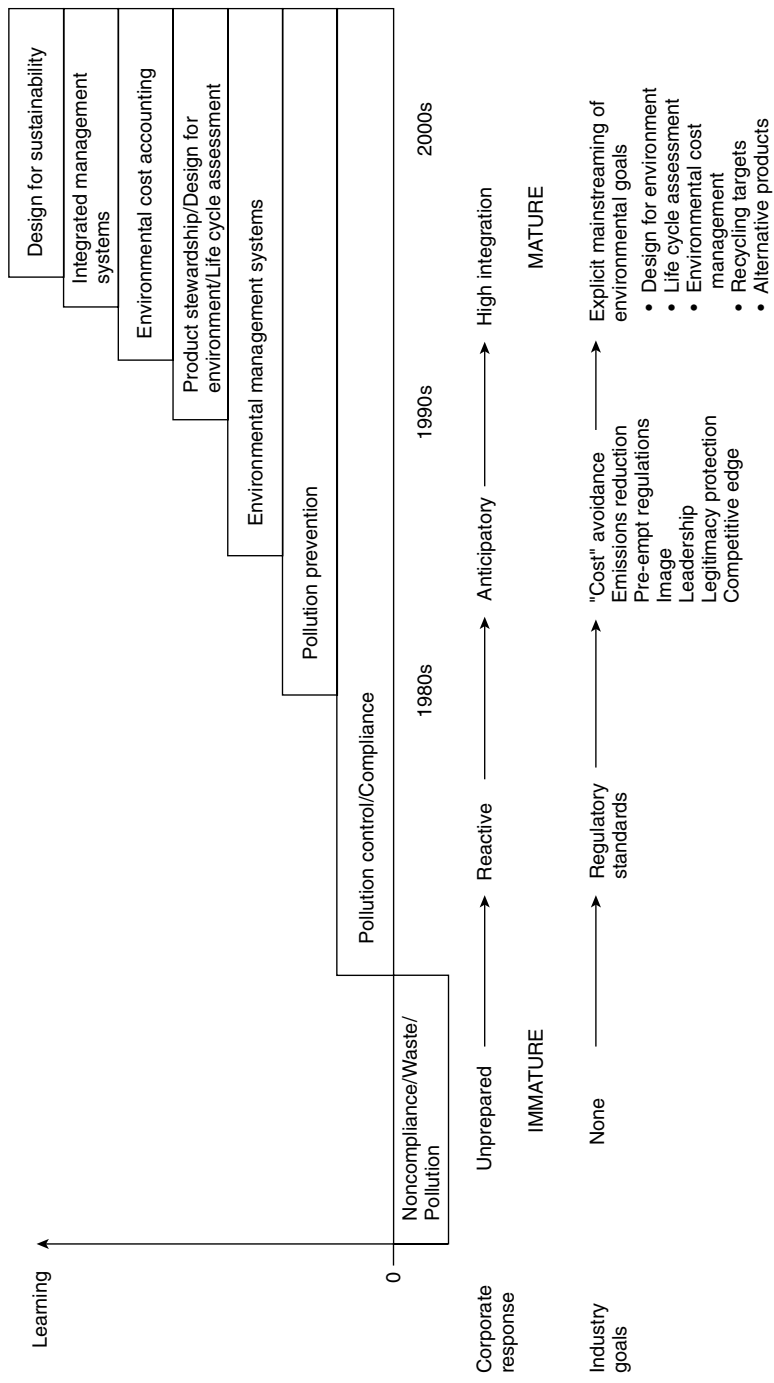 Learning
0
Design for sustainability
Integrated management
systems
Environmental cost accounting
Product stewardship/Design for
environment/Life cycle assessment
Environmental management systems
Pollution prevention
Pollution control/Compliance
Noncompliance/Waste/
Pollution
1980s
1990s
2000s
Corporate
response
Unprepared
Reactive
Anticipatory
High integration
IMMATURE
MATURE
Industry
goals
None
Regulatory
standards
"Cost" avoidance
Emissions reduction
Pre-empt regulations
Image
Leadership
Legitimacy protection
Competitive edge
Explicit mainstreaming of
environmental goals
• Design for environment
• Life cycle assessment
• Environmental cost
management
• Recycling targets
• Alternative products